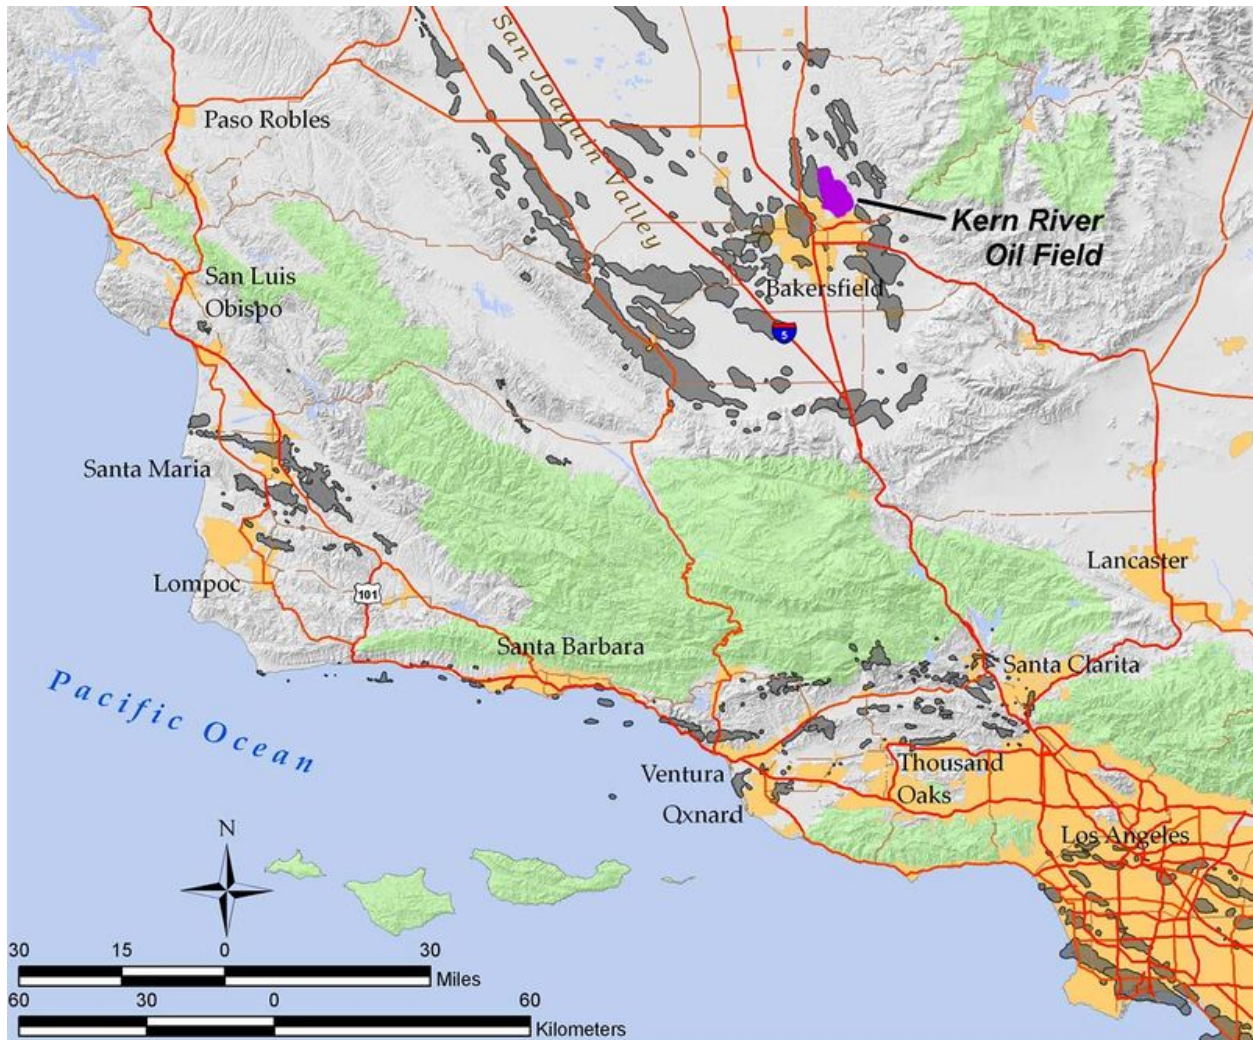 San Joaquin Valley
Paso Robles
Kern River
Oil Field
San Luis
Obispo
Bakersfield
5
Santa Maria
Lancaster
Lompoc
101
Santa Barbara
Santa Clarita
Pacific Ocean
Ventura
Thousand
Oaks
Oxnard
Los Angeles
N
30 15 0 30
Miles
60 30 0 60
Kilometers